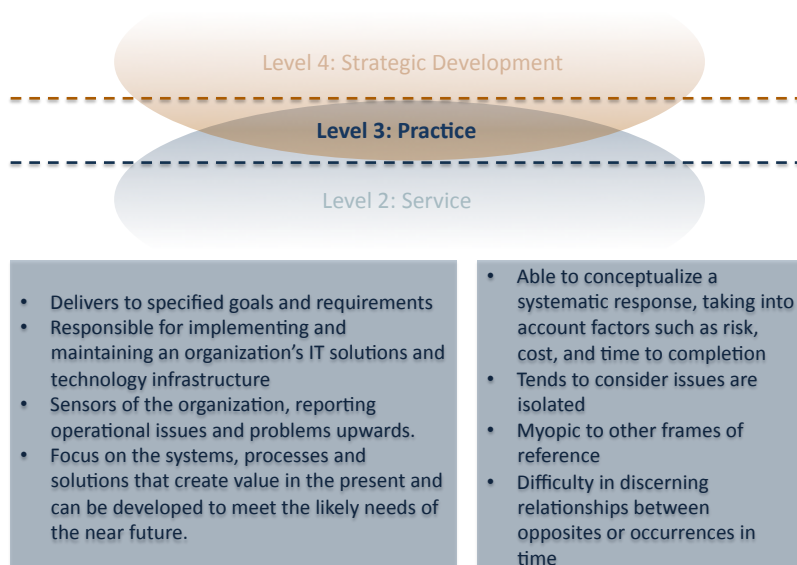 Level 4: Strategic Development
Level 3: Practice
Level 2: Service
• Delivers to specified goals and requirements
• Responsible for implementing and
maintaining an organization's IT solutions and
technology infrastructure
• Sensors of the organization, reporting
operational issues and problems upwards.
• Focus on the systems, processes and
solutions that create value in the present and
can be developed to meet the likely needs of
the near future.
• Able to conceptualize a
systematic response, taking into
account factors such as risk,
cost, and time to completion
• Tends to consider issues are
isolated
• Myopic to other frames of
reference
• Difficulty in discerning
relationships between
opposites or occurrences in
time